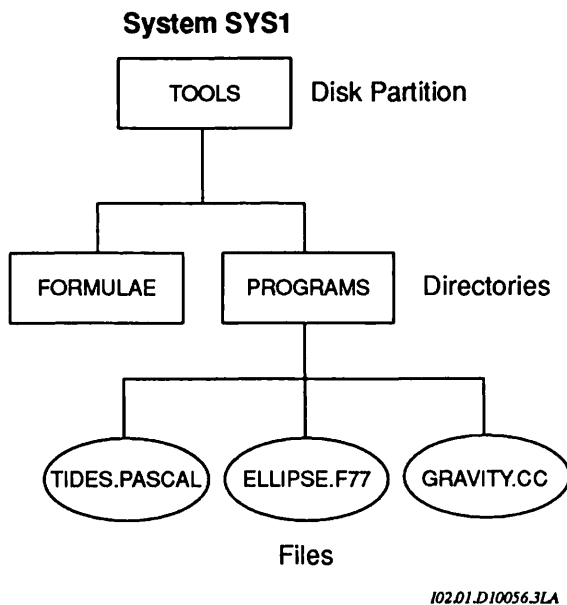 System SYS1
TOOLS
Disk Partition
FORMULAE
PROGRAMS
Directories
TIDES.PASCAL
ELLIPSE.F77
GRAVITY.CC
Files
102.01.D10056.3LA